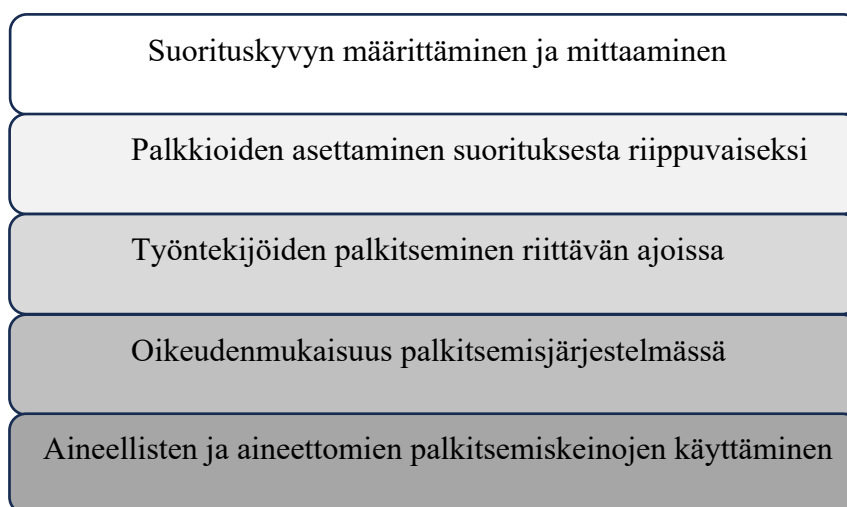 Suorituskyvyn määrittäminen ja mittaaminen
Palkkioiden asettaminen suorituksesta riippuvaiseksi
Työntekijöiden palkitseminen riittävän ajoissa
Oikeudenmukaisuus palkitsemisjärjestelmässä
Aineellisten ja aineettomien palkitsemiskeinojen käyttäminen